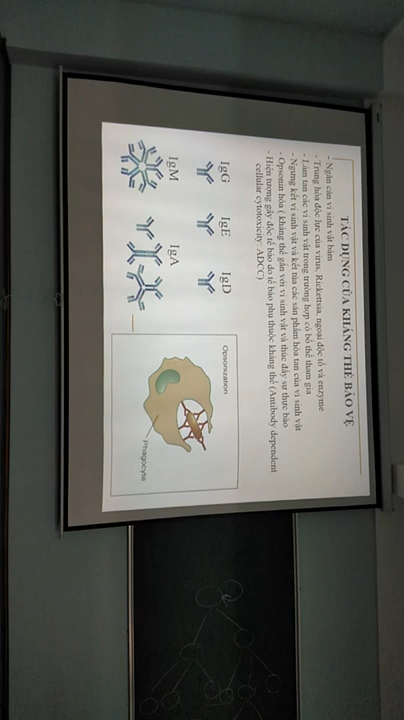 TÁC DỤNG CỦA KHÁNG THỂ BẢO VỆ
- Ngăn cản vi sinh vật bám
- Trung hòa độc lực của virus, Rickettsia, ngoại độc tố và enzyme
- Làm tan các vi sinh vật trong trường hợp có bổ thể tham gia
- Ngưng kết vi sinh vật và kết tủa các sản phẩm hòa tan của vi sinh vật
- Opsonin hóa ( kháng thể gắn với vi sinh vật và thúc đẩy sự thực bào
- Hiện tượng gây độc tế bào do tế bào phụ thuộc kháng thể (Antibody dependent
cellular cytotoxicity- ADCC)
IgG IgE IgD
IgM IgA
Opsonization
Phagocyte